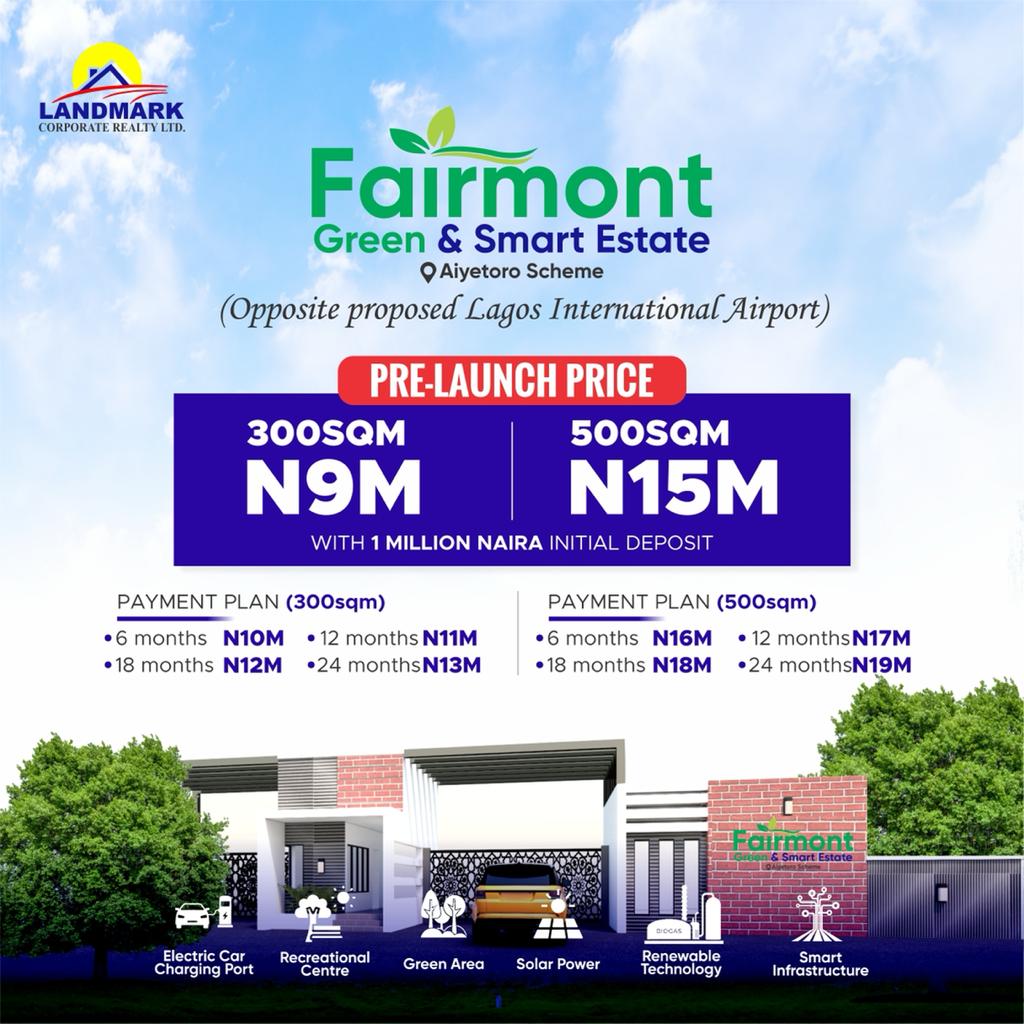 LANDMARK
CORPORATE REALTY LTD.
Fairmont
Green & Smart Estate
Aiyetoro Scheme
(Opposite proposed Lagos International Airport)
PRE-LAUNCH PRICE
300SQM
N9M
500SQM
N15M
WITH 1 MILLION NAIRA INITIAL DEPOSIT
PAYMENT PLAN (300sqm)
• 6 months N10M • 12 months N11M
• 18 months N12M • 24 months N13M
PAYMENT PLAN (500sqm)
• 6 months N16M • 12 months N17M
• 18 months N18M • 24 months N19M
Fairmont
Green & Smart Estate
Aiyetoro Scheme
BIOGAS
Electric Car
Charging Port
Recreational
Centre
Green Area
Solar Power
Renewable
Technology
Smart
Infrastructure